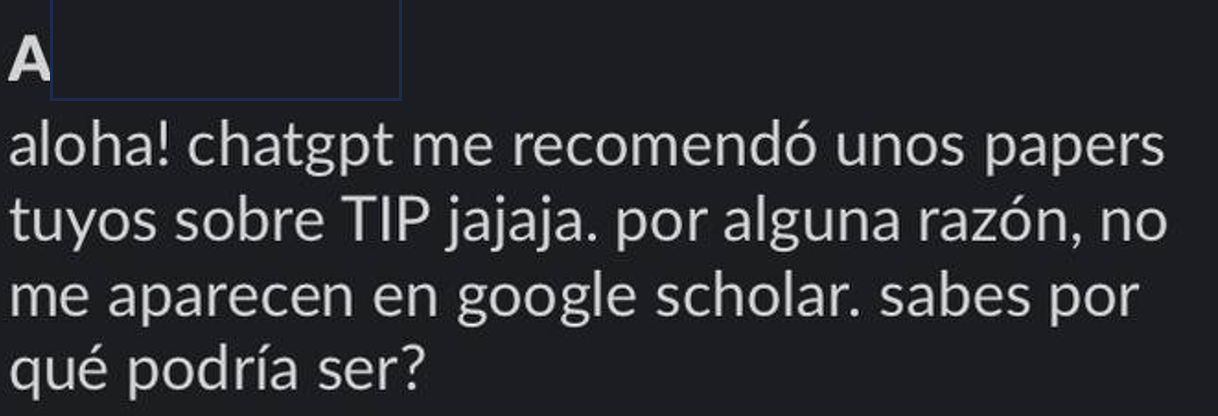 A
aloha! chatgpt me recomendó unos papers
tuyos sobre TIP jajaja. por alguna razón, no
me aparecen en google scholar. sabes por
qué podría ser?